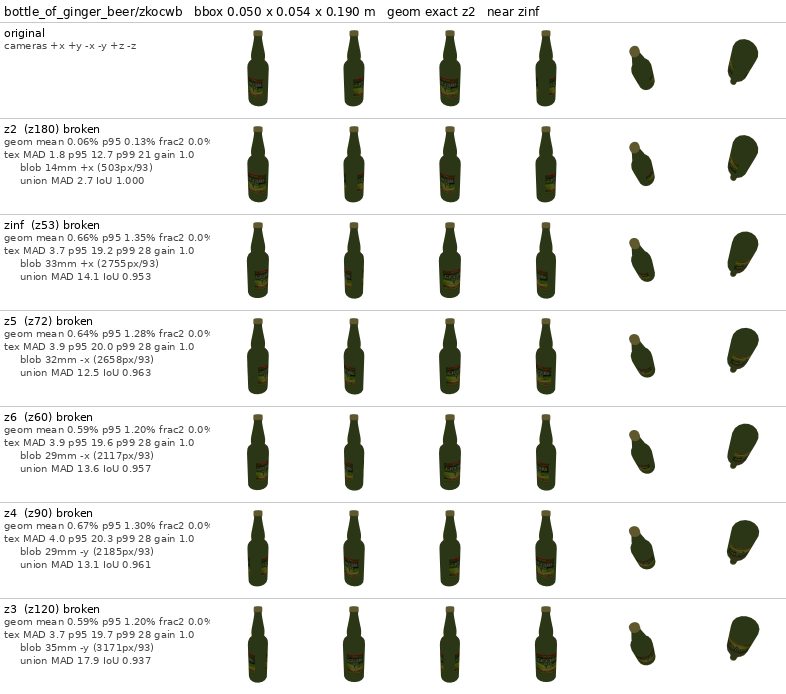 bottle_of_ginger_beer/zkocwb bbox 0.050 x 0.054 x 0.190 m geom exact z2 near zinf
original
cameras +x +y -x -y +z -z
z2 (z180) broken
geom mean 0.06% p95 0.13% frac2 0.0%
tex MAD 1.8 p95 12.7 p99 21 gain 1.0
blob 14mm +x (503px/93)
union MAD 2.7 IoU 1.000
zinf (z53) broken
geom mean 0.66% p95 1.35% frac2 0.0%
tex MAD 3.7 p95 19.2 p99 28 gain 1.0
blob 33mm +x (2755px/93)
union MAD 14.1 IoU 0.953
z5 (z72) broken
geom mean 0.64% p95 1.28% frac2 0.0%
tex MAD 3.9 p95 20.0 p99 28 gain 1.0
blob 32mm -x (2658px/93)
union MAD 12.5 IoU 0.963
z6 (z60) broken
geom mean 0.59% p95 1.20% frac2 0.0%
tex MAD 3.9 p95 19.6 p99 28 gain 1.0
blob 29mm -x (2117px/93)
union MAD 13.6 IoU 0.957
z4 (z90) broken
geom mean 0.67% p95 1.30% frac2 0.0%
tex MAD 4.0 p95 20.3 p99 28 gain 1.0
blob 29mm -y (2185px/93)
union MAD 13.1 IoU 0.961
z3 (z120) broken
geom mean 0.59% p95 1.20% frac2 0.0%
tex MAD 3.7 p95 19.7 p99 28 gain 1.0
blob 35mm -y (3171px/93)
union MAD 17.9 IoU 0.937